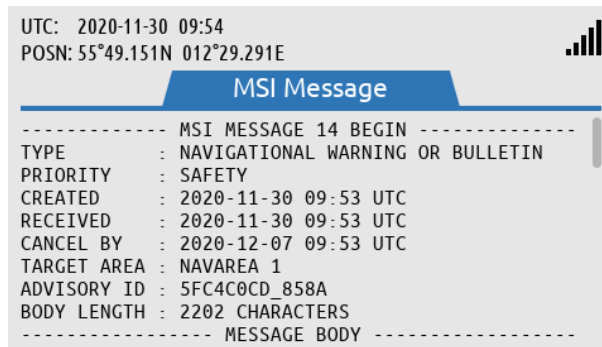 UTC: 2020-11-30 09:54
POSN: 55°49.151N 012°29.291E
MSI Message
------------- MSI MESSAGE 14 BEGIN --------------
TYPE : NAVIGATIONAL WARNING OR BULLETIN
PRIORITY : SAFETY
CREATED : 2020-11-30 09:53 UTC
RECEIVED : 2020-11-30 09:53 UTC
CANCEL BY : 2020-12-07 09:53 UTC
TARGET AREA : NAVAREA 1
ADVISORY ID : 5FC4C0CD_858A
BODY LENGTH : 2202 CHARACTERS
----------------- MESSAGE BODY ------------------